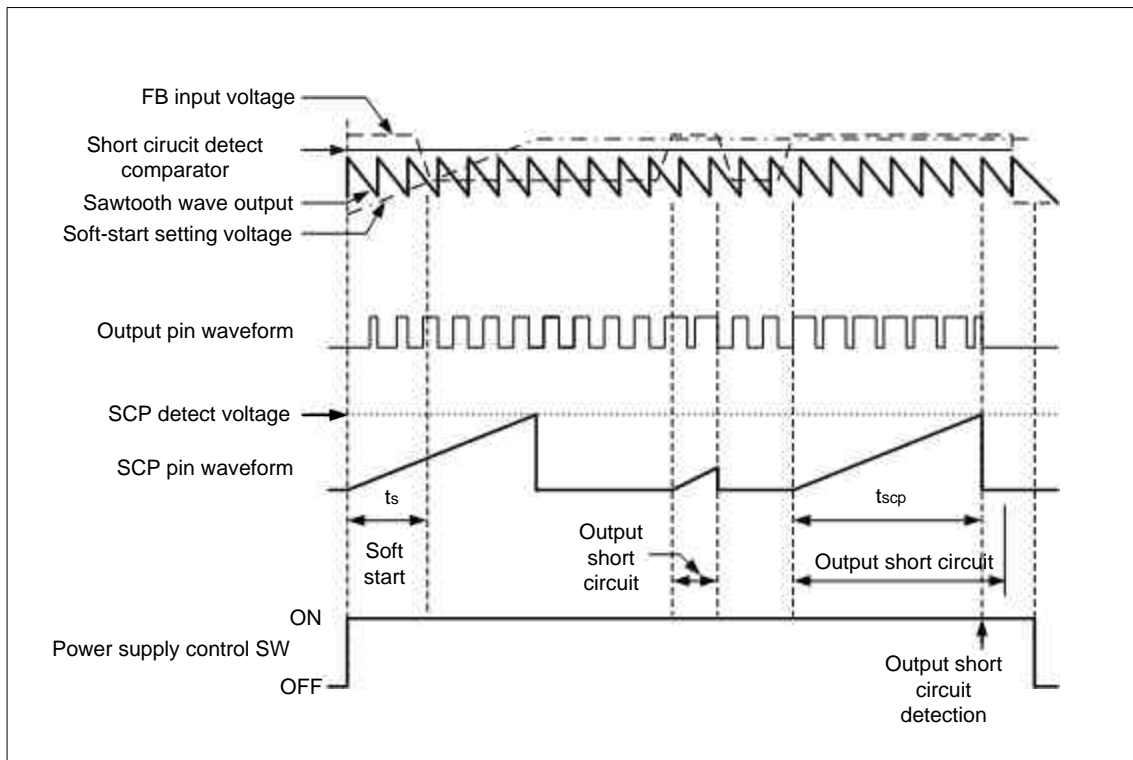 FB input voltage
Short cirucit detect
comparator
Sawtooth wave output
Soft-start setting voltage
Output pin waveform
SCP detect voltage
SCP pin waveform
ts
tscp
Soft
start
Output
short
circuit
Output short circuit
ON
Power supply control SW
OFF
Output short
circuit
detection